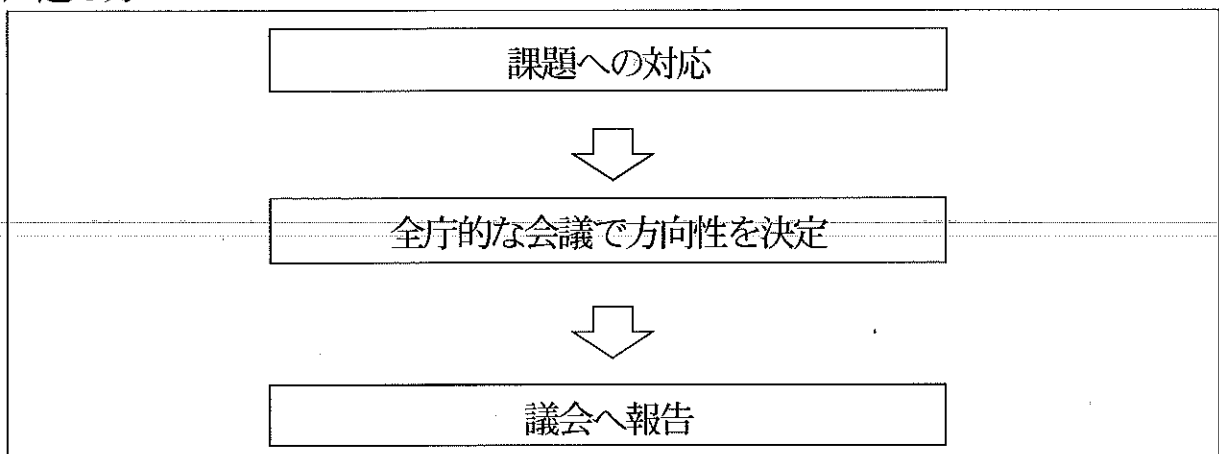 課題への対応
全庁的な会議で方向性を決定
議会へ報告